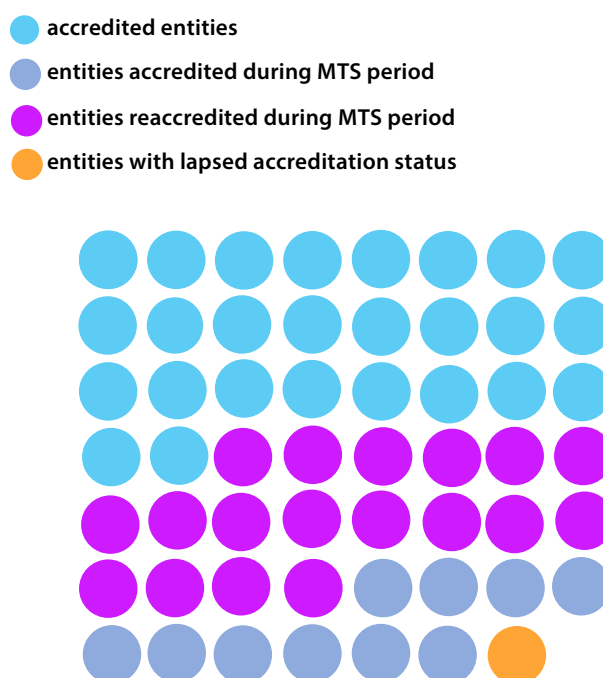 accredited entities
entities accredited during MTS period
entities reaccredited during MTS period
entities with lapsed accreditation status